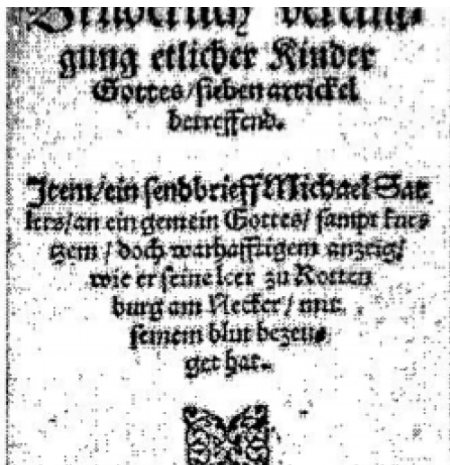 Brüderlich vereini-
gung etlicher Kinder
Gottes/sieben artickel
betreffend.
Item/ein sendbrieff Michael Sat
lers/an ein gemein Gottes/ sampt kur-
tzem / doch warhafftigem anzeig/
wie er seine leer zu Rotten
burg am Necker/ mit
seinem blut bezeu-
get hat.